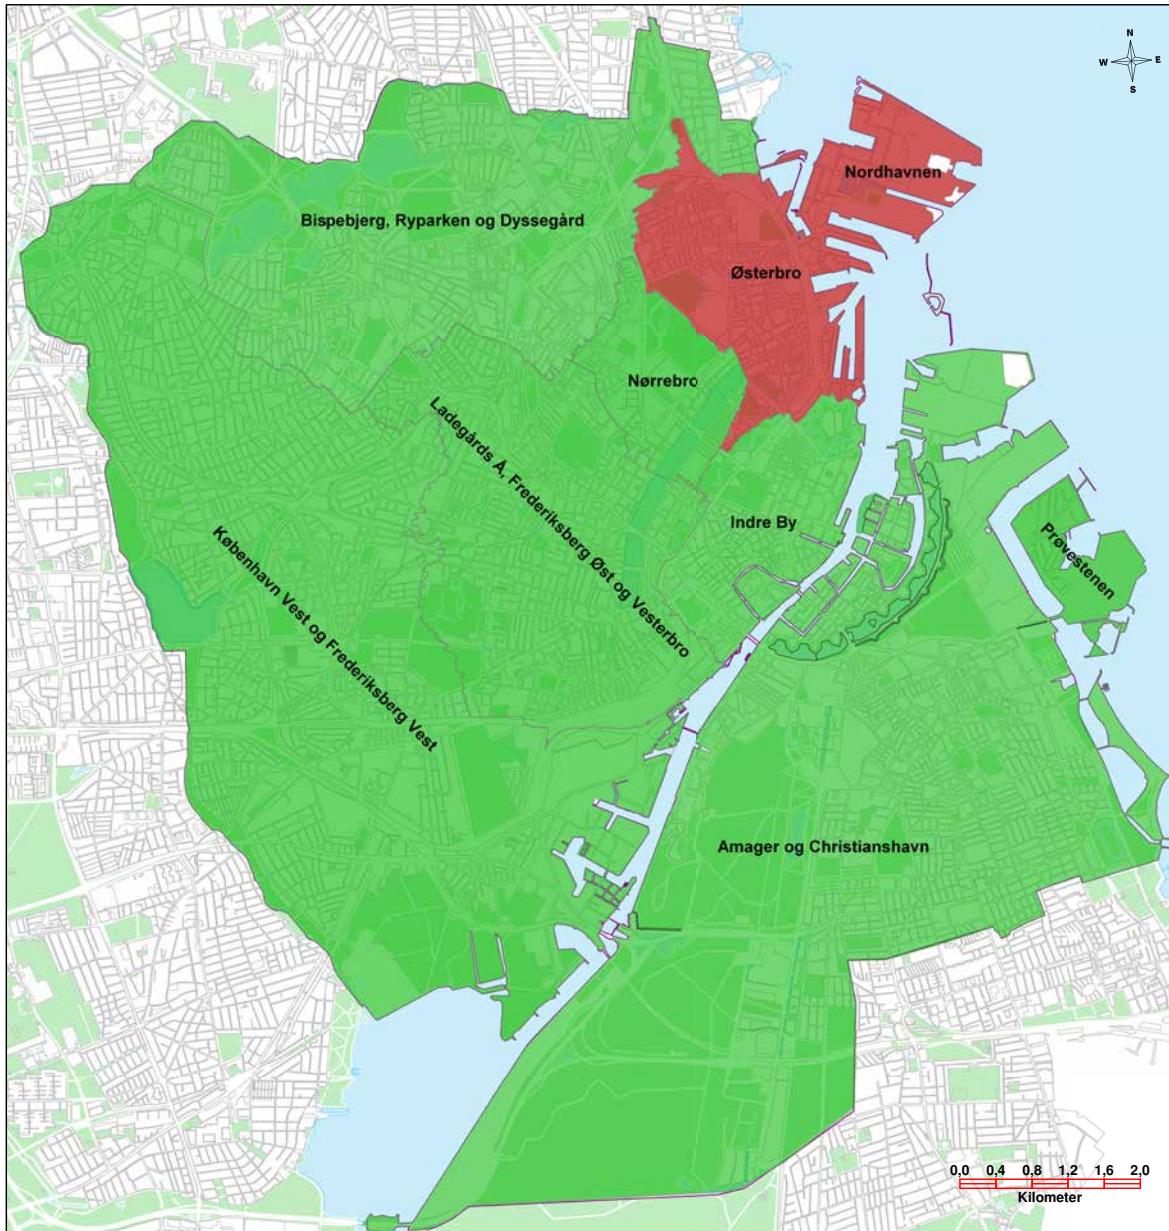 N
W E
S
Nordhavnen
Bispebjerg, Ryparken og Dyssegård
Østerbro
Nørrebro
Ladegårds Å, Frederiksberg Øst og Vesterbro
Indre By
Prøvestenen
København Vest og Frederiksberg Vest
Amager og Christianshavn
0,0 0,4 0,8 1,2 1,6 2,0
Kilometer